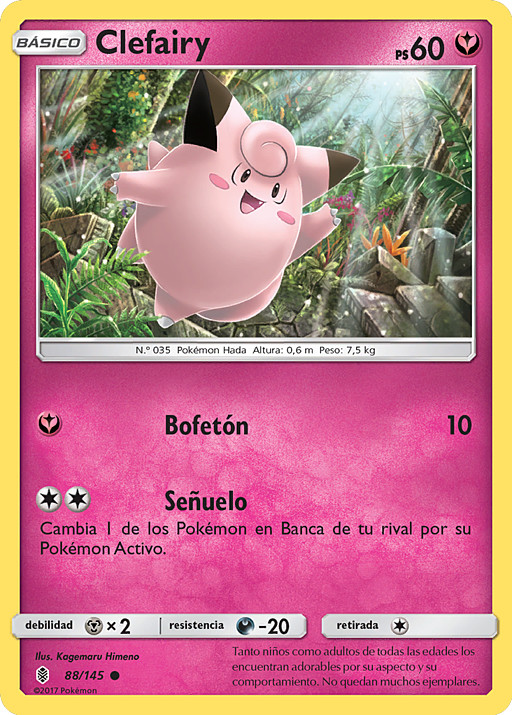 BÁSICO Clefairy PS60
N.º 035 Pokémon Hada Altura: 0,6 m Peso: 7,5 kg
Bofetón 10
Señuelo
Cambia 1 de los Pokémon en Banca de tu rival por su
Pokémon Activo.
debilidad ×2 resistencia -20 retirada
Ilus. Kagemaru Himeno
88/145
©2017 Pokémon
Tanto niños como adultos de todas las edades los
encuentran adorables por su aspecto y su
comportamiento. No quedan muchos ejemplares.